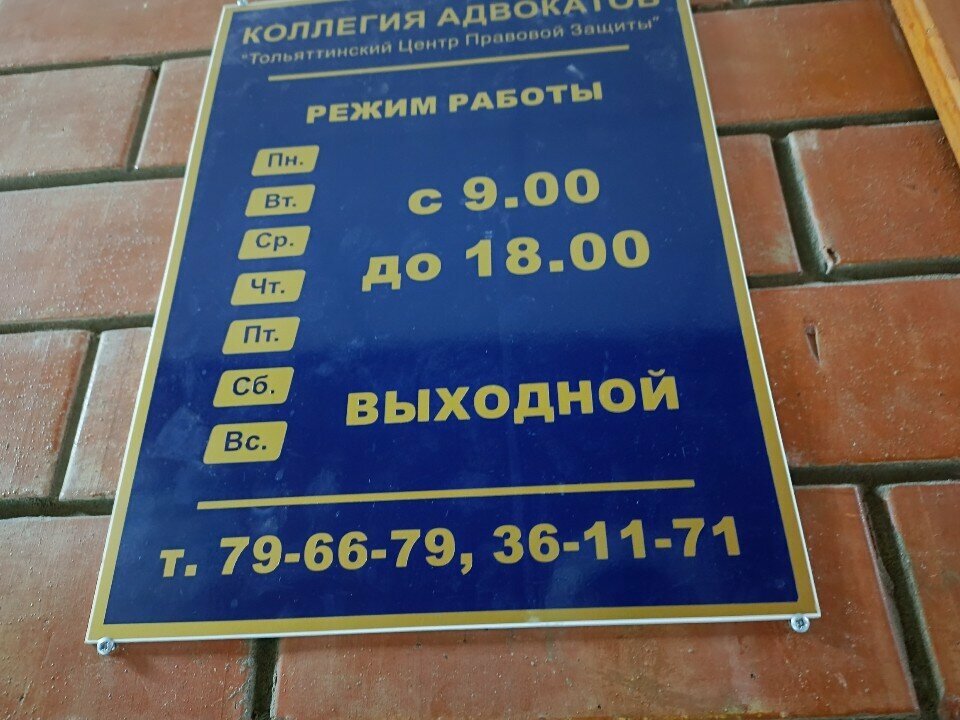 КОЛЛЕГИЯ АДВОКАТОВ
"Тольяттинский Центр Правовой Защиты"
РЕЖИМ РАБОТЫ
Пн.
Вт.
Ср.
Чт.
Пт.
с 9.00
до 18.00
Сб.
Вс.
ВЫХОДНОЙ
т. 79-66-79, 36-11-71